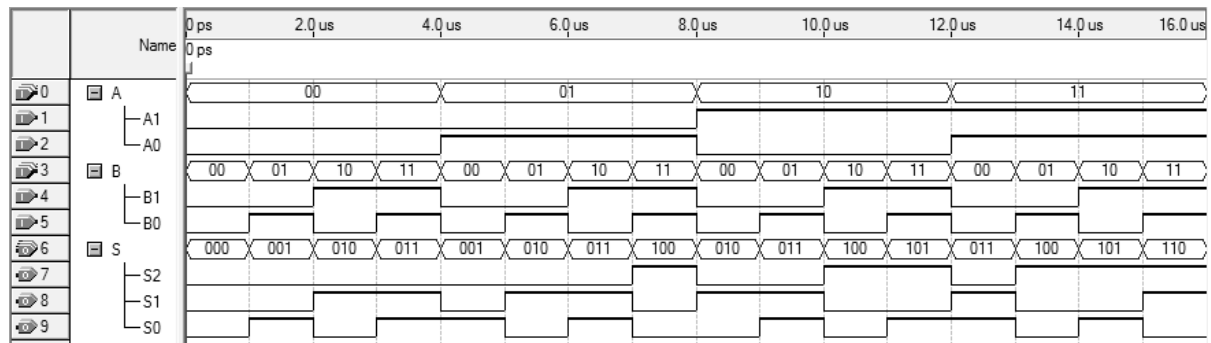 0 ps 2.0 us 4.0 us 6.0 us 8.0 us 10.0 us 12.0 us 14.0 us 16.0 us
Name 0 ps
0 A 00 01 10 11
1 A1
2 A0
3 B 00 01 10 11 00 01 10 11 00 01 10 11 00 01 10 11
4 B1
5 B0
6 S 000 001 010 011 001 010 011 100 010 011 100 101 011 100 101 110
7 S2
8 S1
9 S0